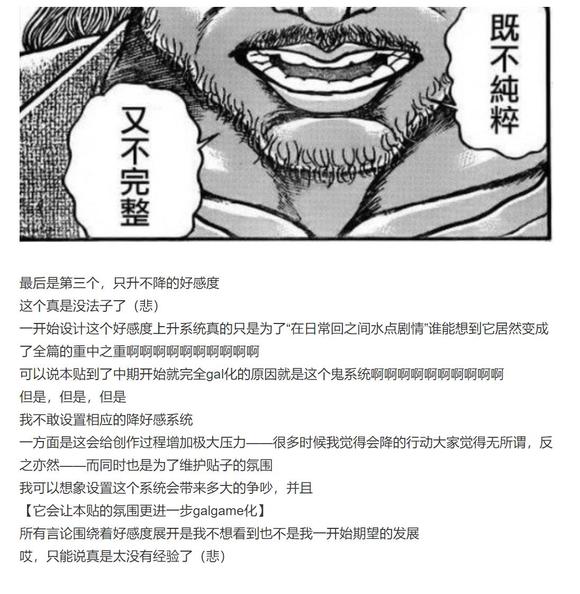 既不純粹
又不完整
最后是第三个，只升不降的好感度
这个真是没法子了（悲）
一开始设计这个好感度上升系统真的只是为了“在日常回之间水点剧情”谁能想到它居然变成
了全篇的重中之重啊啊啊啊啊啊啊啊啊啊
可以说本贴到了中期开始就完全gal化的原因就是这个鬼系统啊啊啊啊啊啊啊啊啊啊
但是，但是，但是
我不敢设置相应的降好感系统
一方面是这会给创作过程增加极大压力——很多时候我觉得会降的行动大家觉得无所谓，反
之亦然——而同时也是为了维护贴子的氛围
我可以想象设置这个系统会带来多大的争吵，并且
【它会让本贴的氛围更进一步galgame化】
所有言论围绕着好感度展开是我不想看到也不是我一开始期望的发展
哎，只能说真是太没有经验了（悲）